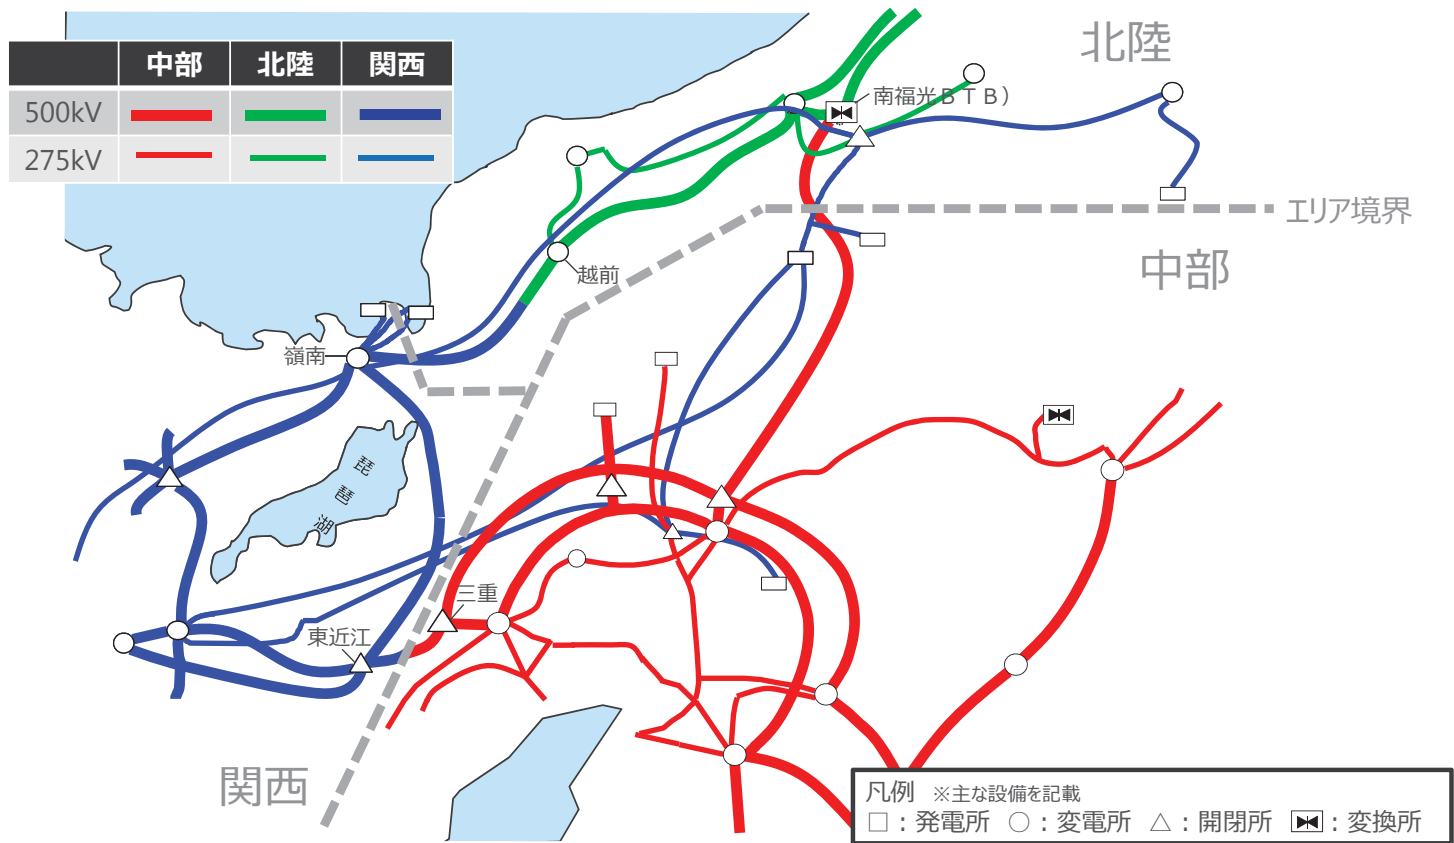 中部 北陸 関西
500kV
275kV
北陸
南福光ＢＴＢ）
エリア境界
中部
越前
嶺南
琵琶湖
三重
東近江
関西
凡例 ※主な設備を記載
□：発電所 ○：変電所 △：開閉所 ：変換所